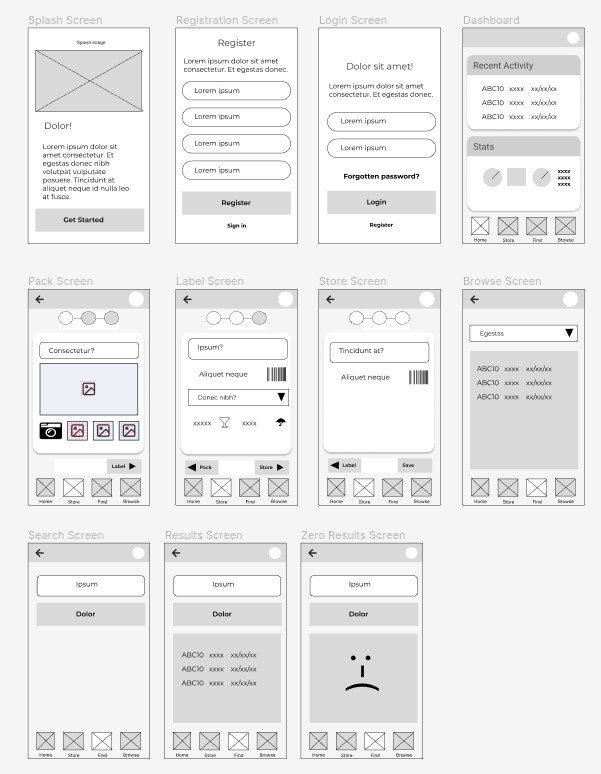 Splash Screen
Splash image
Dolor!
Lorem ipsum dolor sit
amet consectetur. Et
egestas donec nibh
volutpat vulputate
posuere. Tincidunt at
aliquet neque id nulla leo
at fusce.
Get Started
Registration Screen
Register
Lorem ipsum dolor sit amet
consectetur. Et egestas donec.
Lorem ipsum
Lorem ipsum
Lorem ipsum
Lorem ipsum
Register
Sign in
Login Screen
Dolor sit amet!
Lorem ipsum dolor sit amet
consectetur. Et egestas donec.
Lorem ipsum
Lorem ipsum
Forgotten password?
Login
Register
Dashboard
Recent Activity
ABC10 xxxx xx/xx/xx
ABC10 xxxx xx/xx/xx
ABC10 xxxx xx/xx/xx
Stats
xxxx
xxxx
xxxx
Home Store Find Browse
Pack Screen
Consectetur?
Label
Home Store Find Browse
Label Screen
Ipsum?
Aliquet neque
Donec nibh?
xxxxx xxxx
Pack Store
Home Store Find Browse
Store Screen
Tincidunt at?
Aliquet neque
Label Save
Home Store Find Browse
Browse Screen
Egestas
ABC10 xxxx xx/xx/xx
ABC10 xxxx xx/xx/xx
ABC10 xxxx xx/xx/xx
Home Store Find Browse
Search Screen
Ipsum
Dolor
Home Store Find Browse
Results Screen
Ipsum
Dolor
ABC10 xxxx xx/xx/xx
ABC10 xxxx xx/xx/xx
ABC10 xxxx xx/xx/xx
Home Store Find Browse
Zero Results Screen
Ipsum
Dolor
Home Store Find Browse